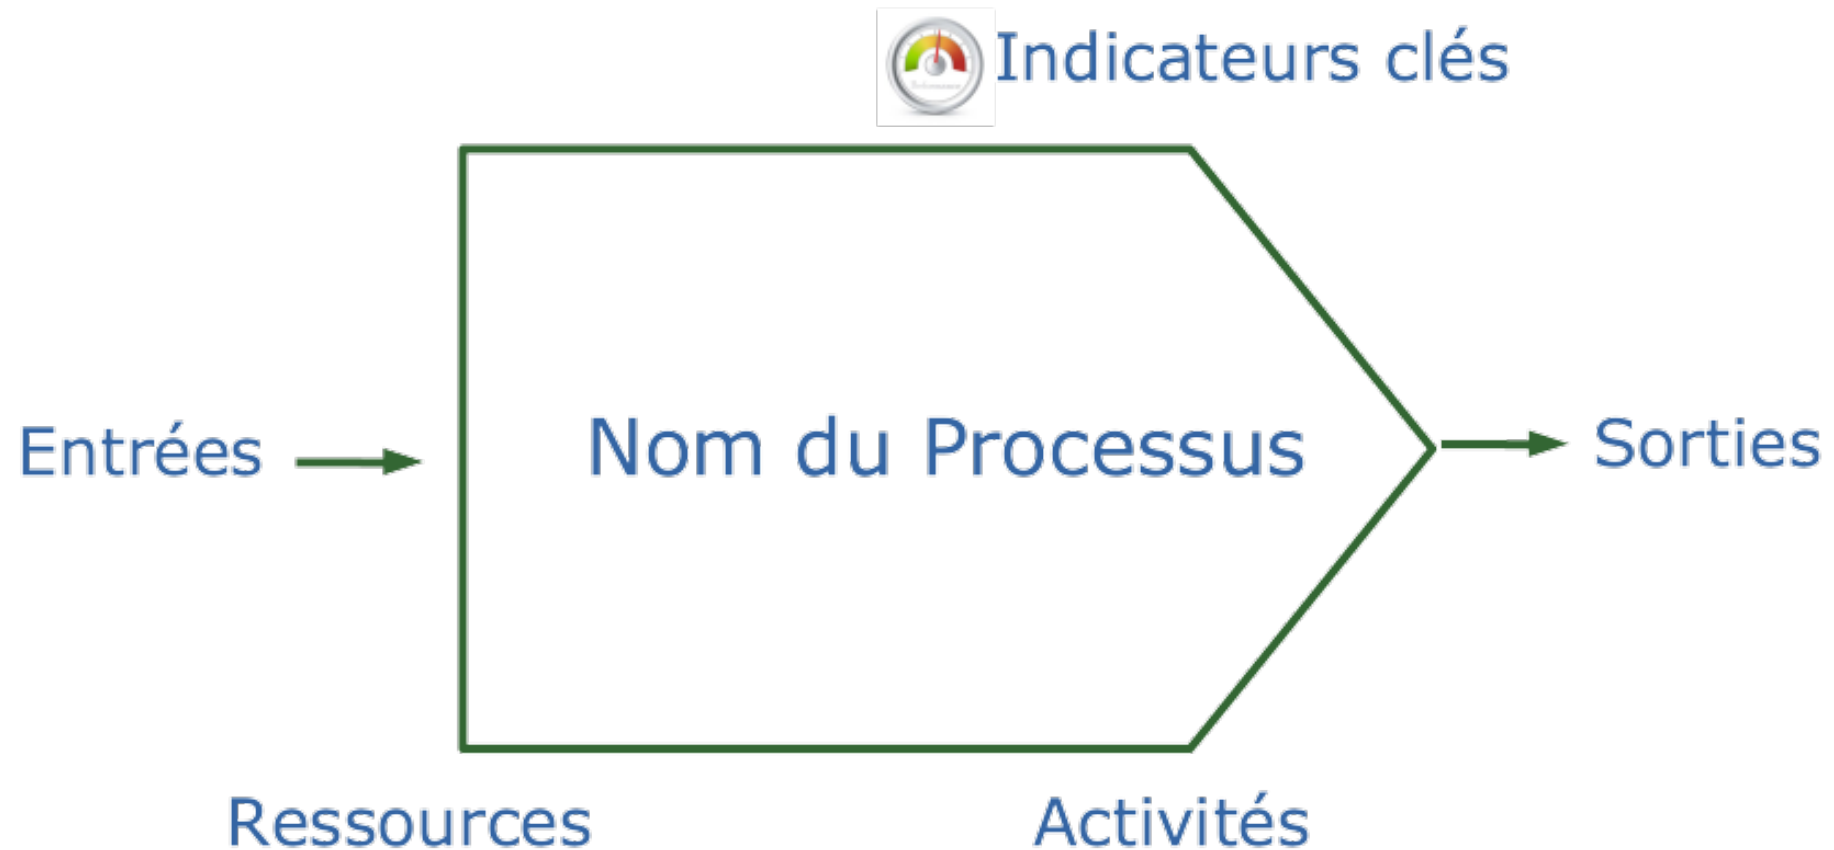 Indicateurs clés
Entrées
Nom du Processus
Sorties
Ressources
Activités